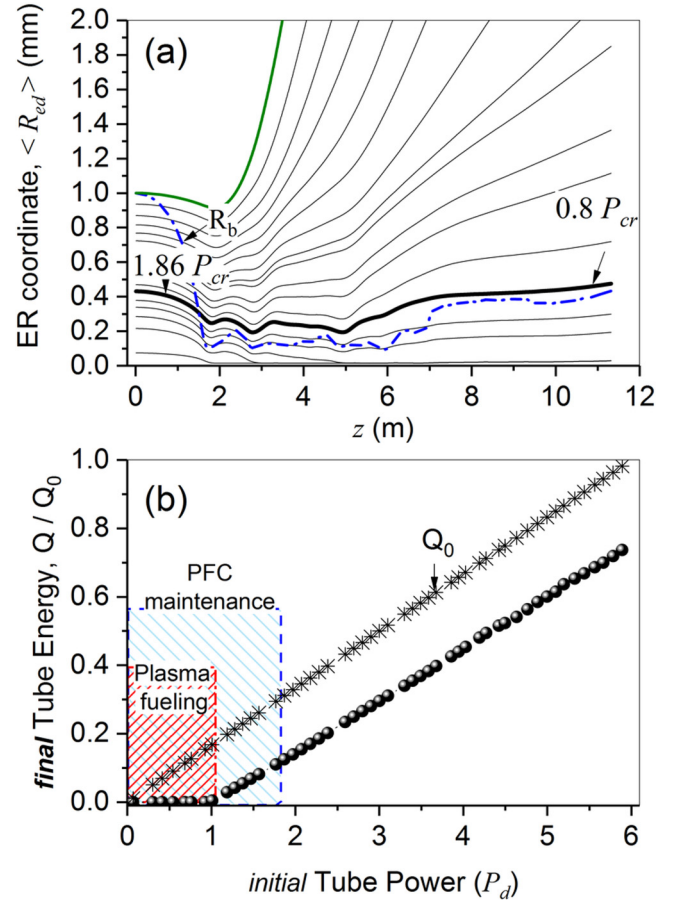 (a)
2.0
1.8
1.6
1.4
1.2
1.0
0.8
0.6
0.4
0.2
0.0
ER coordinate, < R_ed > (mm)
R_b
1.86 P_cr
0.8 P_cr
0 2 4 6 8 10 12
z (m)
(b)
1.0
0.8
0.6
0.4
0.2
0.0
final Tube Energy, Q / Q_0
Q_0
PFC
maintenance
Plasma
fueling
0 1 2 3 4 5 6
initial Tube Power (P_d)